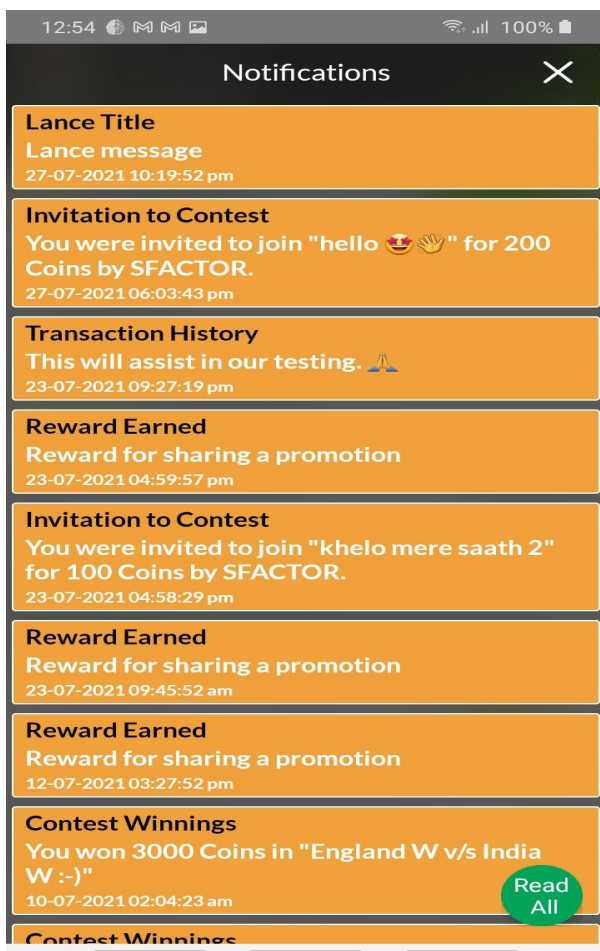 12:54 100%
Notifications
Lance Title
Lance message
27-07-2021 10:19:52 pm
Invitation to Contest
You were invited to join "hello 🤩👋" for 200
Coins by SFACTOR.
27-07-2021 06:03:43 pm
Transaction History
This will assist in our testing. 🙏
23-07-2021 09:27:19 pm
Reward Earned
Reward for sharing a promotion
23-07-2021 04:59:57 pm
Invitation to Contest
You were invited to join "khelo mere saath 2"
for 100 Coins by SFACTOR.
23-07-2021 04:58:29 pm
Reward Earned
Reward for sharing a promotion
23-07-2021 09:45:52 am
Reward Earned
Reward for sharing a promotion
12-07-2021 03:27:52 pm
Contest Winnings
You won 3000 Coins in "England W v/s India
W :-)"
10-07-2021 02:04:23 am
Read
All
Contest Winnings